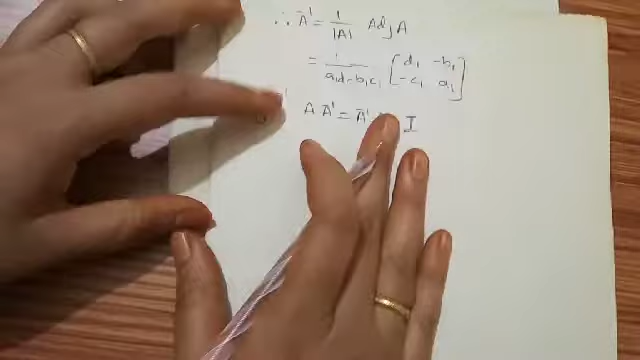 ∴ A⁻¹ = 1/|A| Adj A
= 1/(a₁d₁-b₁c₁) [d₁ -b₁ -c₁ a₁]
A A⁻¹ = A⁻¹ I